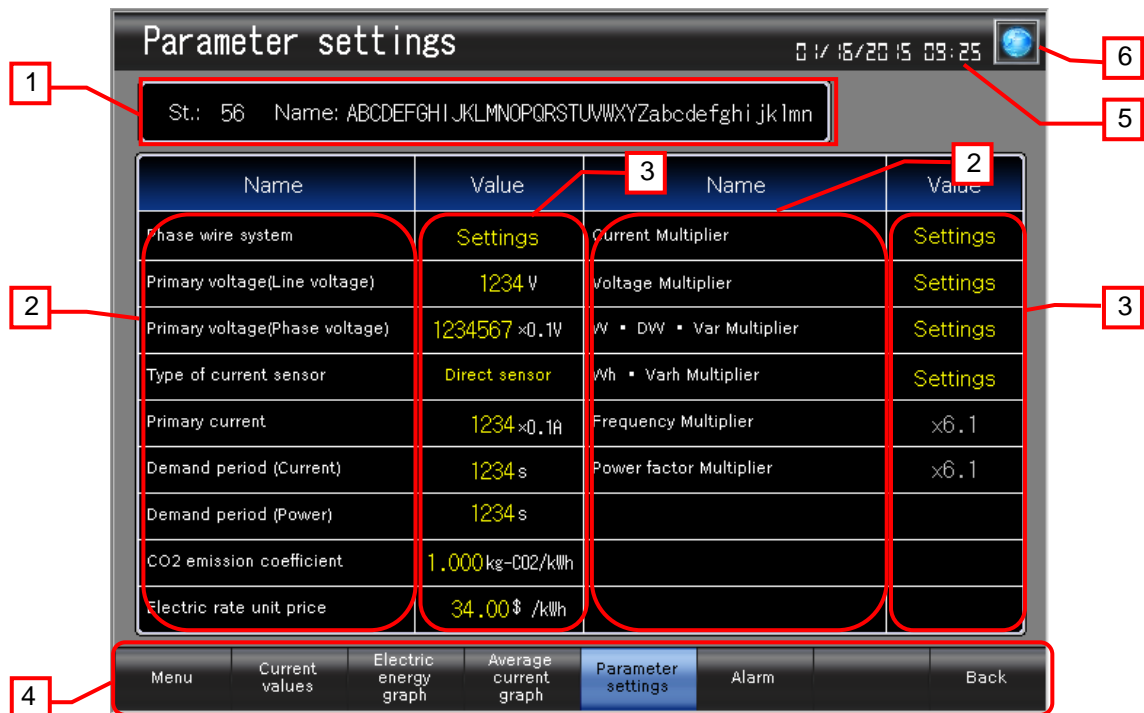 Parameter settings
01/16/2015 09:25
6
1
5
St.: 56 Name: ABCDEFGHIJKLMNOPQRSTUVWXYZabcdefghijklmn
3
2
Name Value Name Value
Phase wire system Settings Current Multiplier Settings
Primary voltage(Line voltage) 1234 V Voltage Multiplier Settings
2
3
Primary voltage(Phase voltage) 1234567 ×0.1V W ▪ DW ▪ Var Multiplier Settings
Type of current sensor Direct sensor Wh ▪ Varh Multiplier Settings
Primary current 1234 ×0.1A Frequency Multiplier x6.1
Demand period (Current) 1234 s Power factor Multiplier x6.1
Demand period (Power) 1234 s
CO2 emission coefficient 1.000 kg-CO2/kWh
Electric rate unit price 34.00 $ /kWh
4
Menu
Current
values
Electric
energy
graph
Average
current
graph
Parameter
settings
Alarm
Back